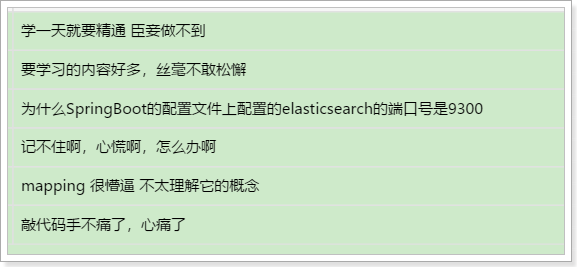 学一天就要精通 臣妾做不到
要学习的内容好多，丝毫不敢松懈
为什么SpringBoot的配置文件上配置的elasticsearch的端口号是9300
记不住啊，心慌啊，怎么办啊
mapping 很懵逼 不太理解它的概念
敲代码手不痛了，心痛了